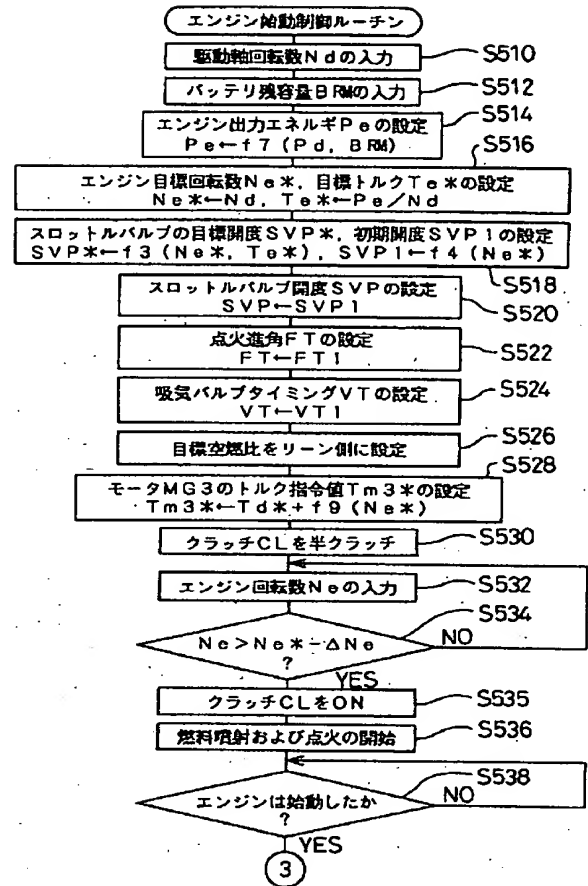 エンジン始動制御ルーチン
駆動軸回転数Ndの入力
S510
バッテリ残容量BRMの入力
S512
エンジン出力エネルギPeの設定
Pe←f7(Pd, BRM)
S514
エンジン目標回転数Ne*, 目標トルクTe*の設定
Ne*←Nd, Te*←Pe/Nd
S516
スロットルバルブの目標開度SVP*, 初期開度SVP1の設定
SVP*←f3(Ne*, Te*), SVP1←f4(Ne*)
S518
スロットルバルブ開度SVPの設定
SVP←SVP1
S520
点火進角FTの設定
FT←FT1
S522
吸気バルブタイミングVTの設定
VT←VT1
S524
目標空燃比をリーン側に設定
S526
モータMG3のトルク指令値Tm3*の設定
Tm3*←Td*+f9(Ne*)
S528
クラッチCLを半クラッチ
S530
エンジン回転数Neの入力
S532
Ne>Ne*-ΔNe
?
S534
NO
YES
クラッチCLをON
S535
燃料噴射および点火の開始
S536
エンジンは始動したか
?
S538
NO
YES
3